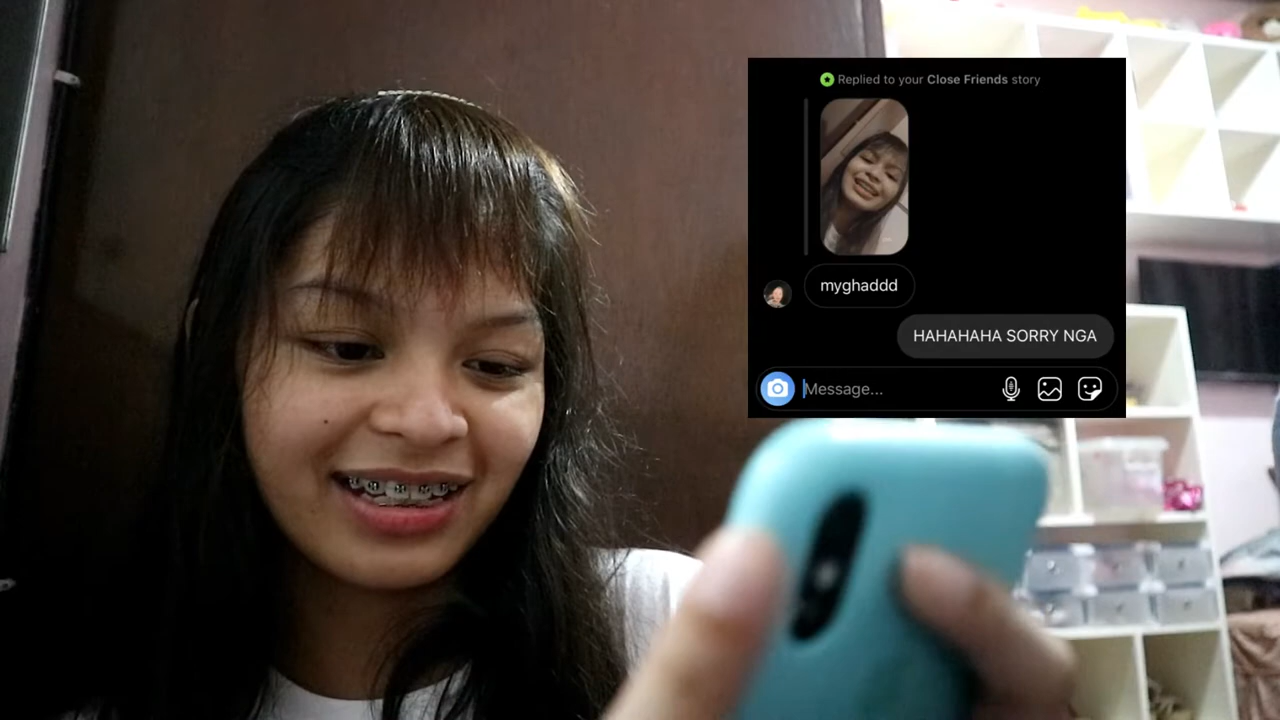 Replied to your Close Friends story
myghaddd
HAHAHAHA SORRY NGA
Message...